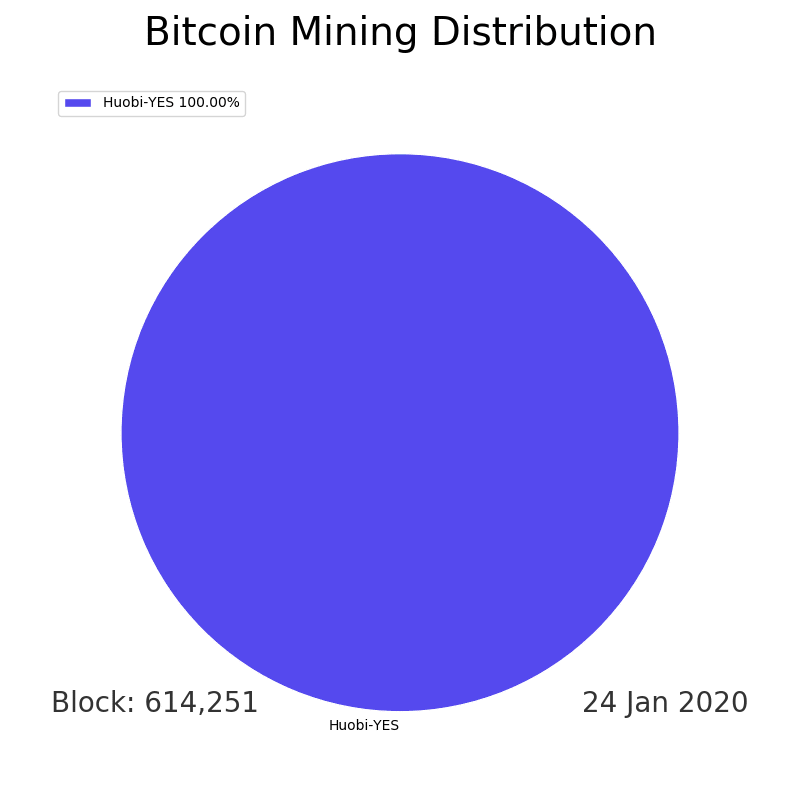 Bitcoin Mining Distribution
Huobi-YES 100.00%
Block: 614,251
24 Jan 2020
Huobi-YES